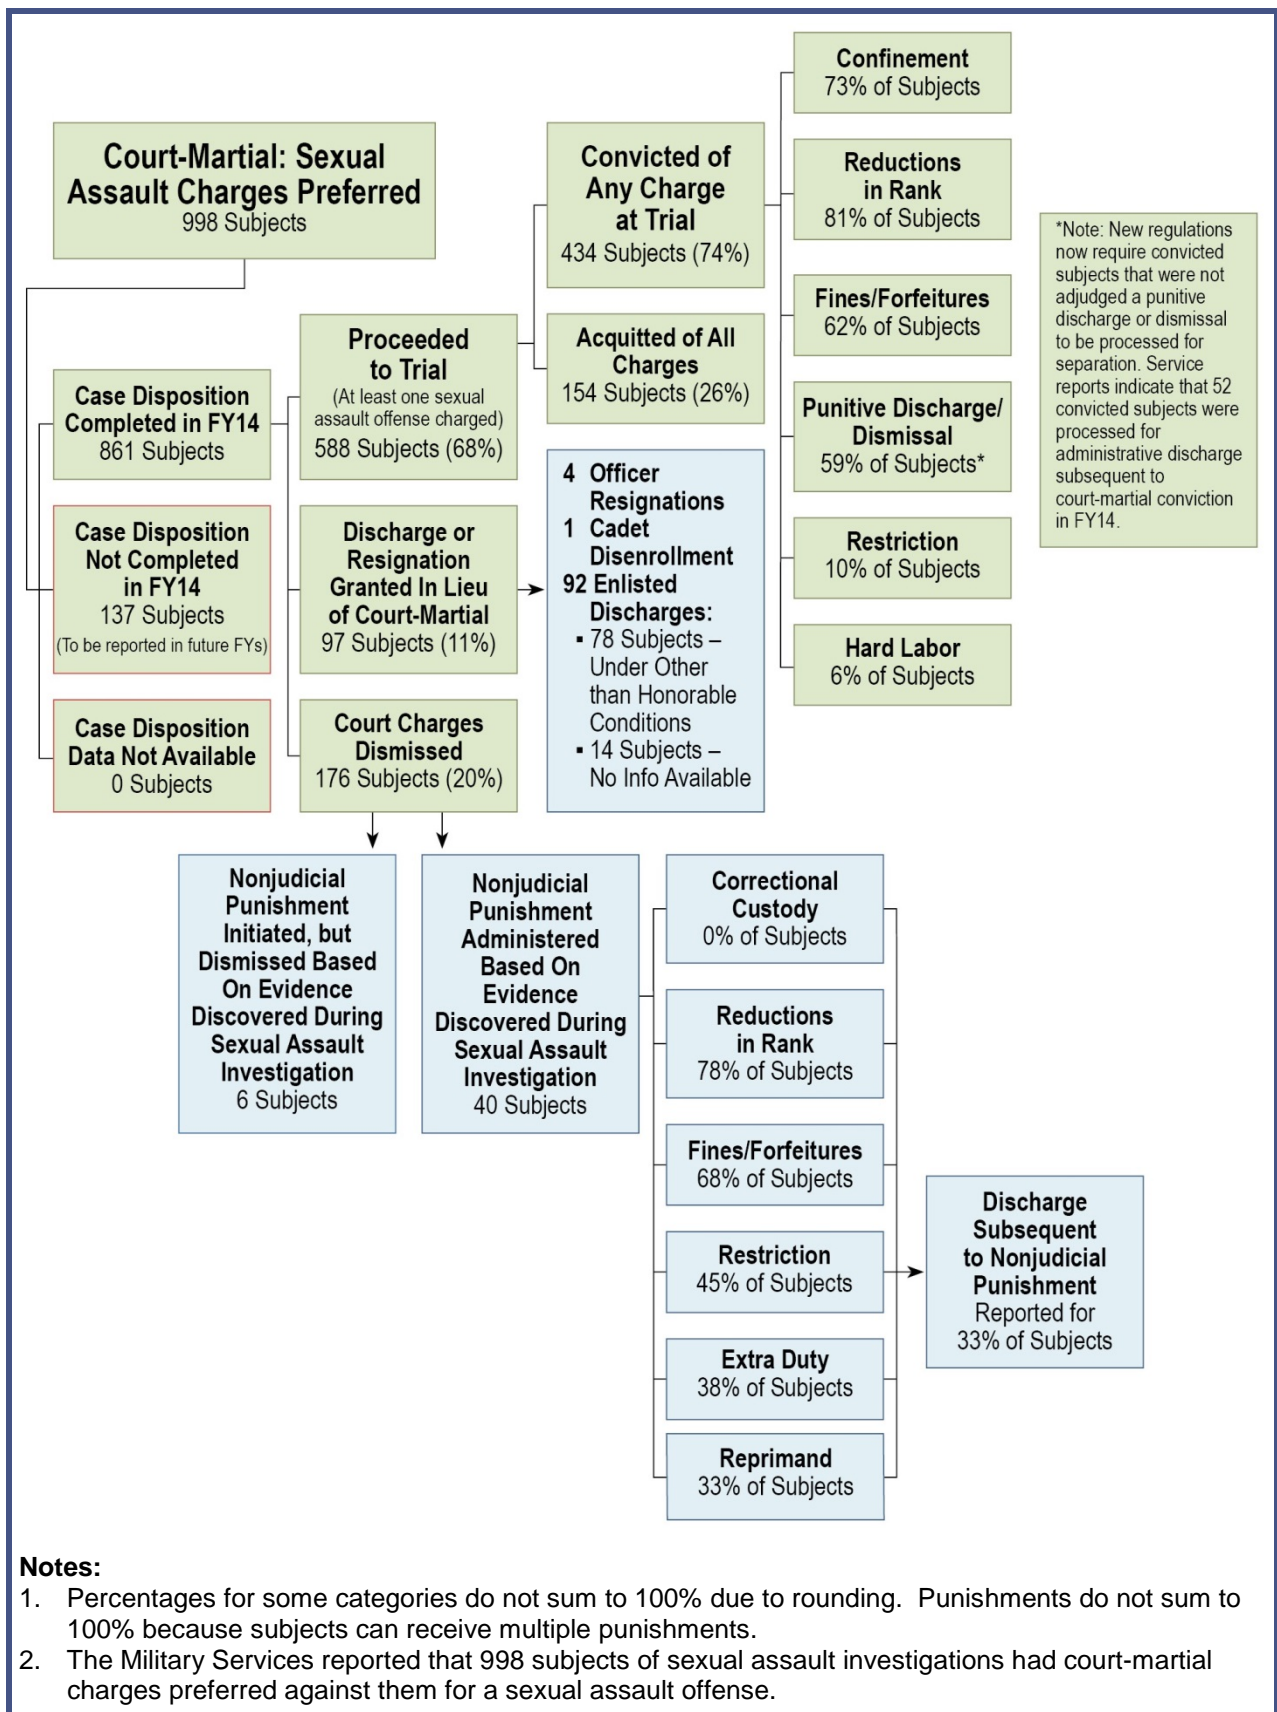 Court-Martial: Sexual
Assault Charges Preferred
998 Subjects
Case Disposition
Completed in FY14
861 Subjects
Case Disposition
Not Completed
in FY14
137 Subjects
(To be reported in future FYs)
Case Disposition
Data Not Available
0 Subjects
Proceeded
to Trial
(At least one sexual
assault offense charged)
588 Subjects (68%)
Discharge or
Resignation
Granted In Lieu
of Court-Martial
97 Subjects (11%)
Court Charges
Dismissed
176 Subjects (20%)
Convicted of
Any Charge
at Trial
434 Subjects (74%)
Acquitted of All
Charges
154 Subjects (26%)
4 Officer
Resignations
1 Cadet
Disenrollment
92 Enlisted
Discharges:
▪ 78 Subjects –
Under Other
than Honorable
Conditions
▪ 14 Subjects –
No Info Available
Confinement
73% of Subjects
Reductions
in Rank
81% of Subjects
Fines/Forfeitures
62% of Subjects
Punitive Discharge/
Dismissal
59% of Subjects*
Restriction
10% of Subjects
Hard Labor
6% of Subjects
*Note: New regulations
now require convicted
subjects that were not
adjudged a punitive
discharge or dismissal
to be processed for
separation. Service
reports indicate that 52
convicted subjects were
processed for
administrative discharge
subsequent to
court-martial conviction
in FY14.
Nonjudicial
Punishment
Initiated, but
Dismissed Based
On Evidence
Discovered During
Sexual Assault
Investigation
6 Subjects
Nonjudicial
Punishment
Administered
Based On
Evidence
Discovered During
Sexual Assault
Investigation
40 Subjects
Correctional
Custody
0% of Subjects
Reductions
in Rank
78% of Subjects
Fines/Forfeitures
68% of Subjects
Restriction
45% of Subjects
Extra Duty
38% of Subjects
Reprimand
33% of Subjects
Discharge
Subsequent
to Nonjudicial
Punishment
Reported for
33% of Subjects
Notes:
1. Percentages for some categories do not sum to 100% due to rounding. Punishments do not sum to
100% because subjects can receive multiple punishments.
2. The Military Services reported that 998 subjects of sexual assault investigations had court-martial
charges preferred against them for a sexual assault offense.